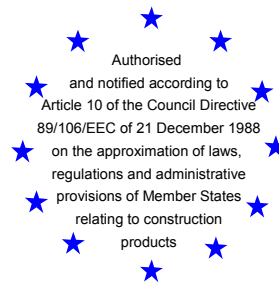 Authorised
and notified according to
Article 10 of the Council Directive
89/106/EEC of 21 December 1988
on the approximation of laws,
regulations and administrative
provisions of Member States
relating to construction
products